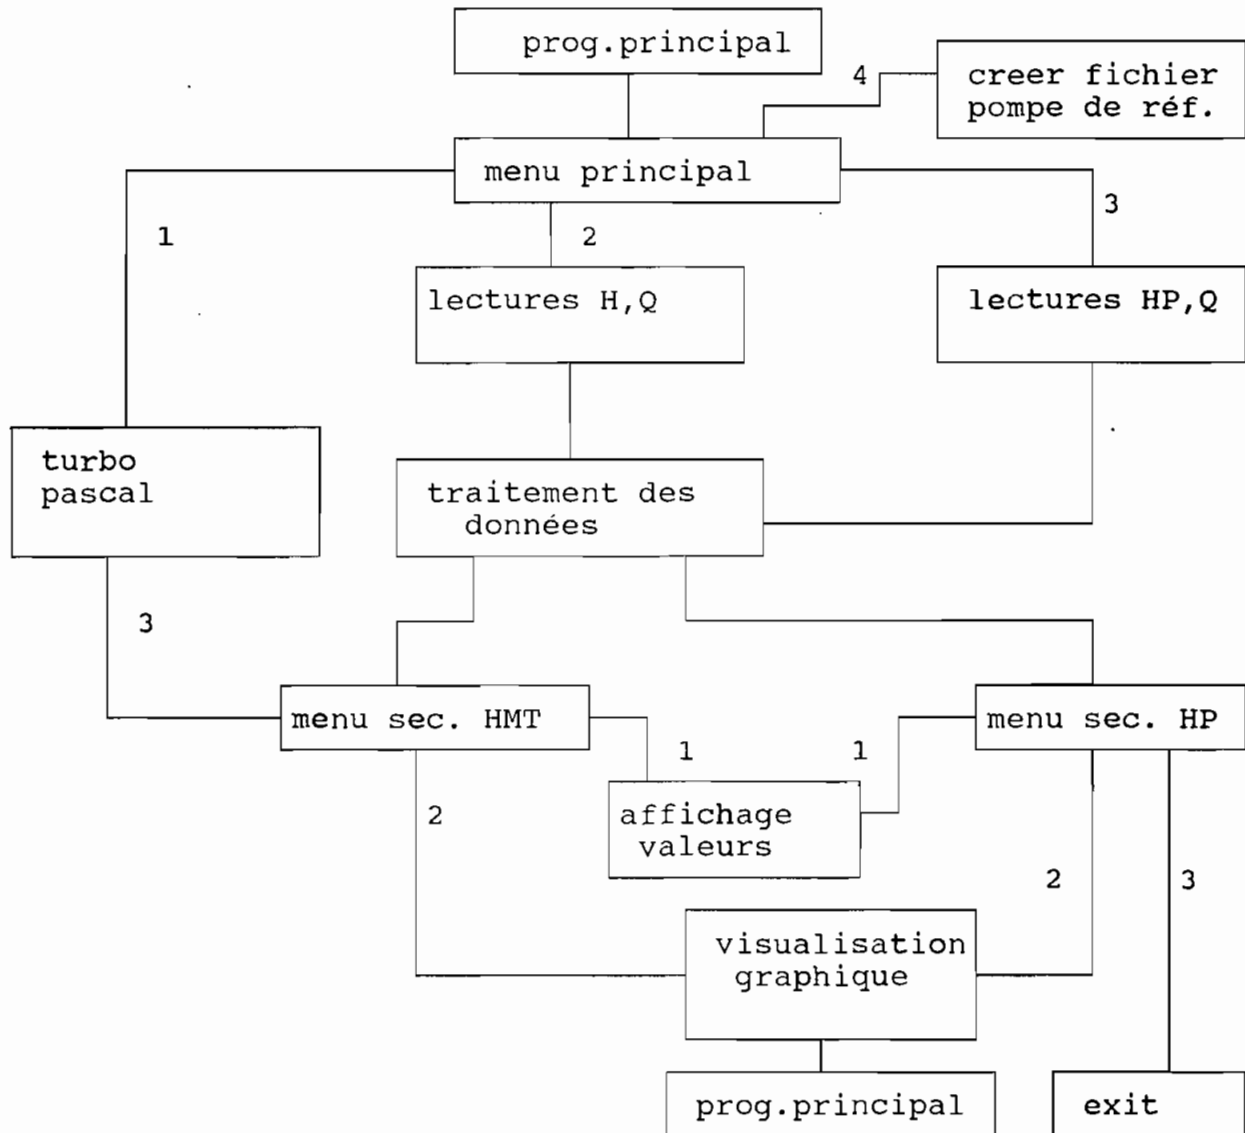 prog.principal
4
creer fichier
pompe de réf.
menu principal
3
1
2
lectures H,Q
lectures HP,Q
turbo
pascal
traitement des
données
3
menu sec. HMT
menu sec. HP
1
1
2
affichage
valeurs
2
3
visualisation
graphique
prog.principal
exit